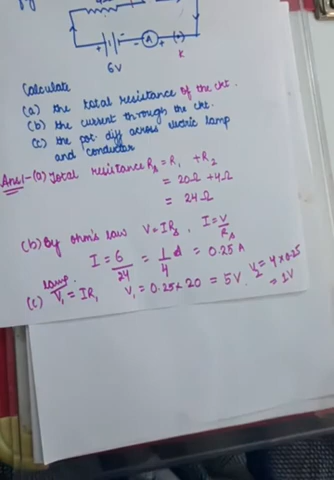 6V
+ - A + (·)
K
Calculate
(a) the total resistance of the ckt.
(b) the current through the ckt.
(c) the pot. diff across electric lamp
and conductor
Ans:- (a) Total resistance Rs = R1 + R2
= 20Ω + 4Ω
= 24Ω
(b) By ohm's law V = IRs, I = V/Rs
I = 6/24 = 1/4 = 0.25 A
(c) lamp V1 = IR1 V1 = 0.25 × 20 = 5V. V2 = 4 × 0.25
= 1V